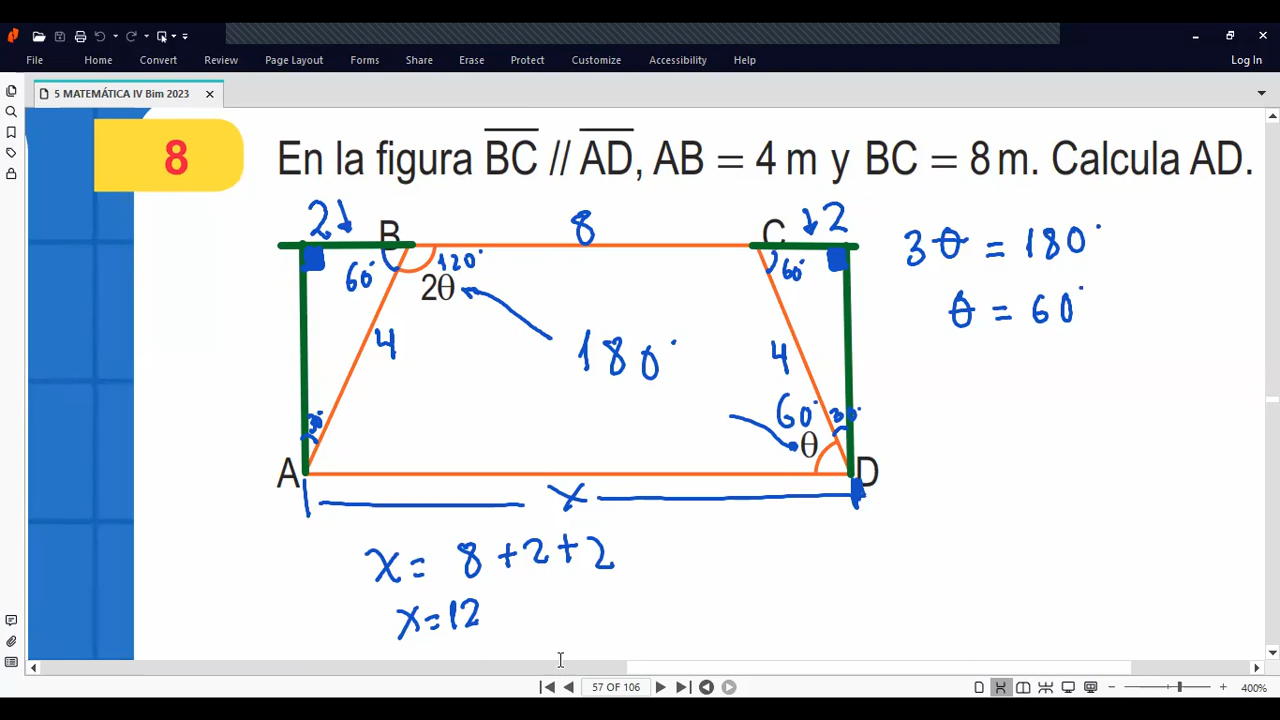 File Home Convert Review Page Layout Forms Share Erase Protect Customize Accessibility Help Log In
5 MATEMÁTICA IV Bim 2023
8 En la figura BC // AD, AB = 4 m y BC = 8 m. Calcula AD.
2 B 8 C 2
60° 120° 60°
2θ
3θ = 180°
θ = 60°
4 180° 4
30° 60° 30°
θ
A D
x
x = 8 + 2 + 2
x = 12
57 OF 106 400%